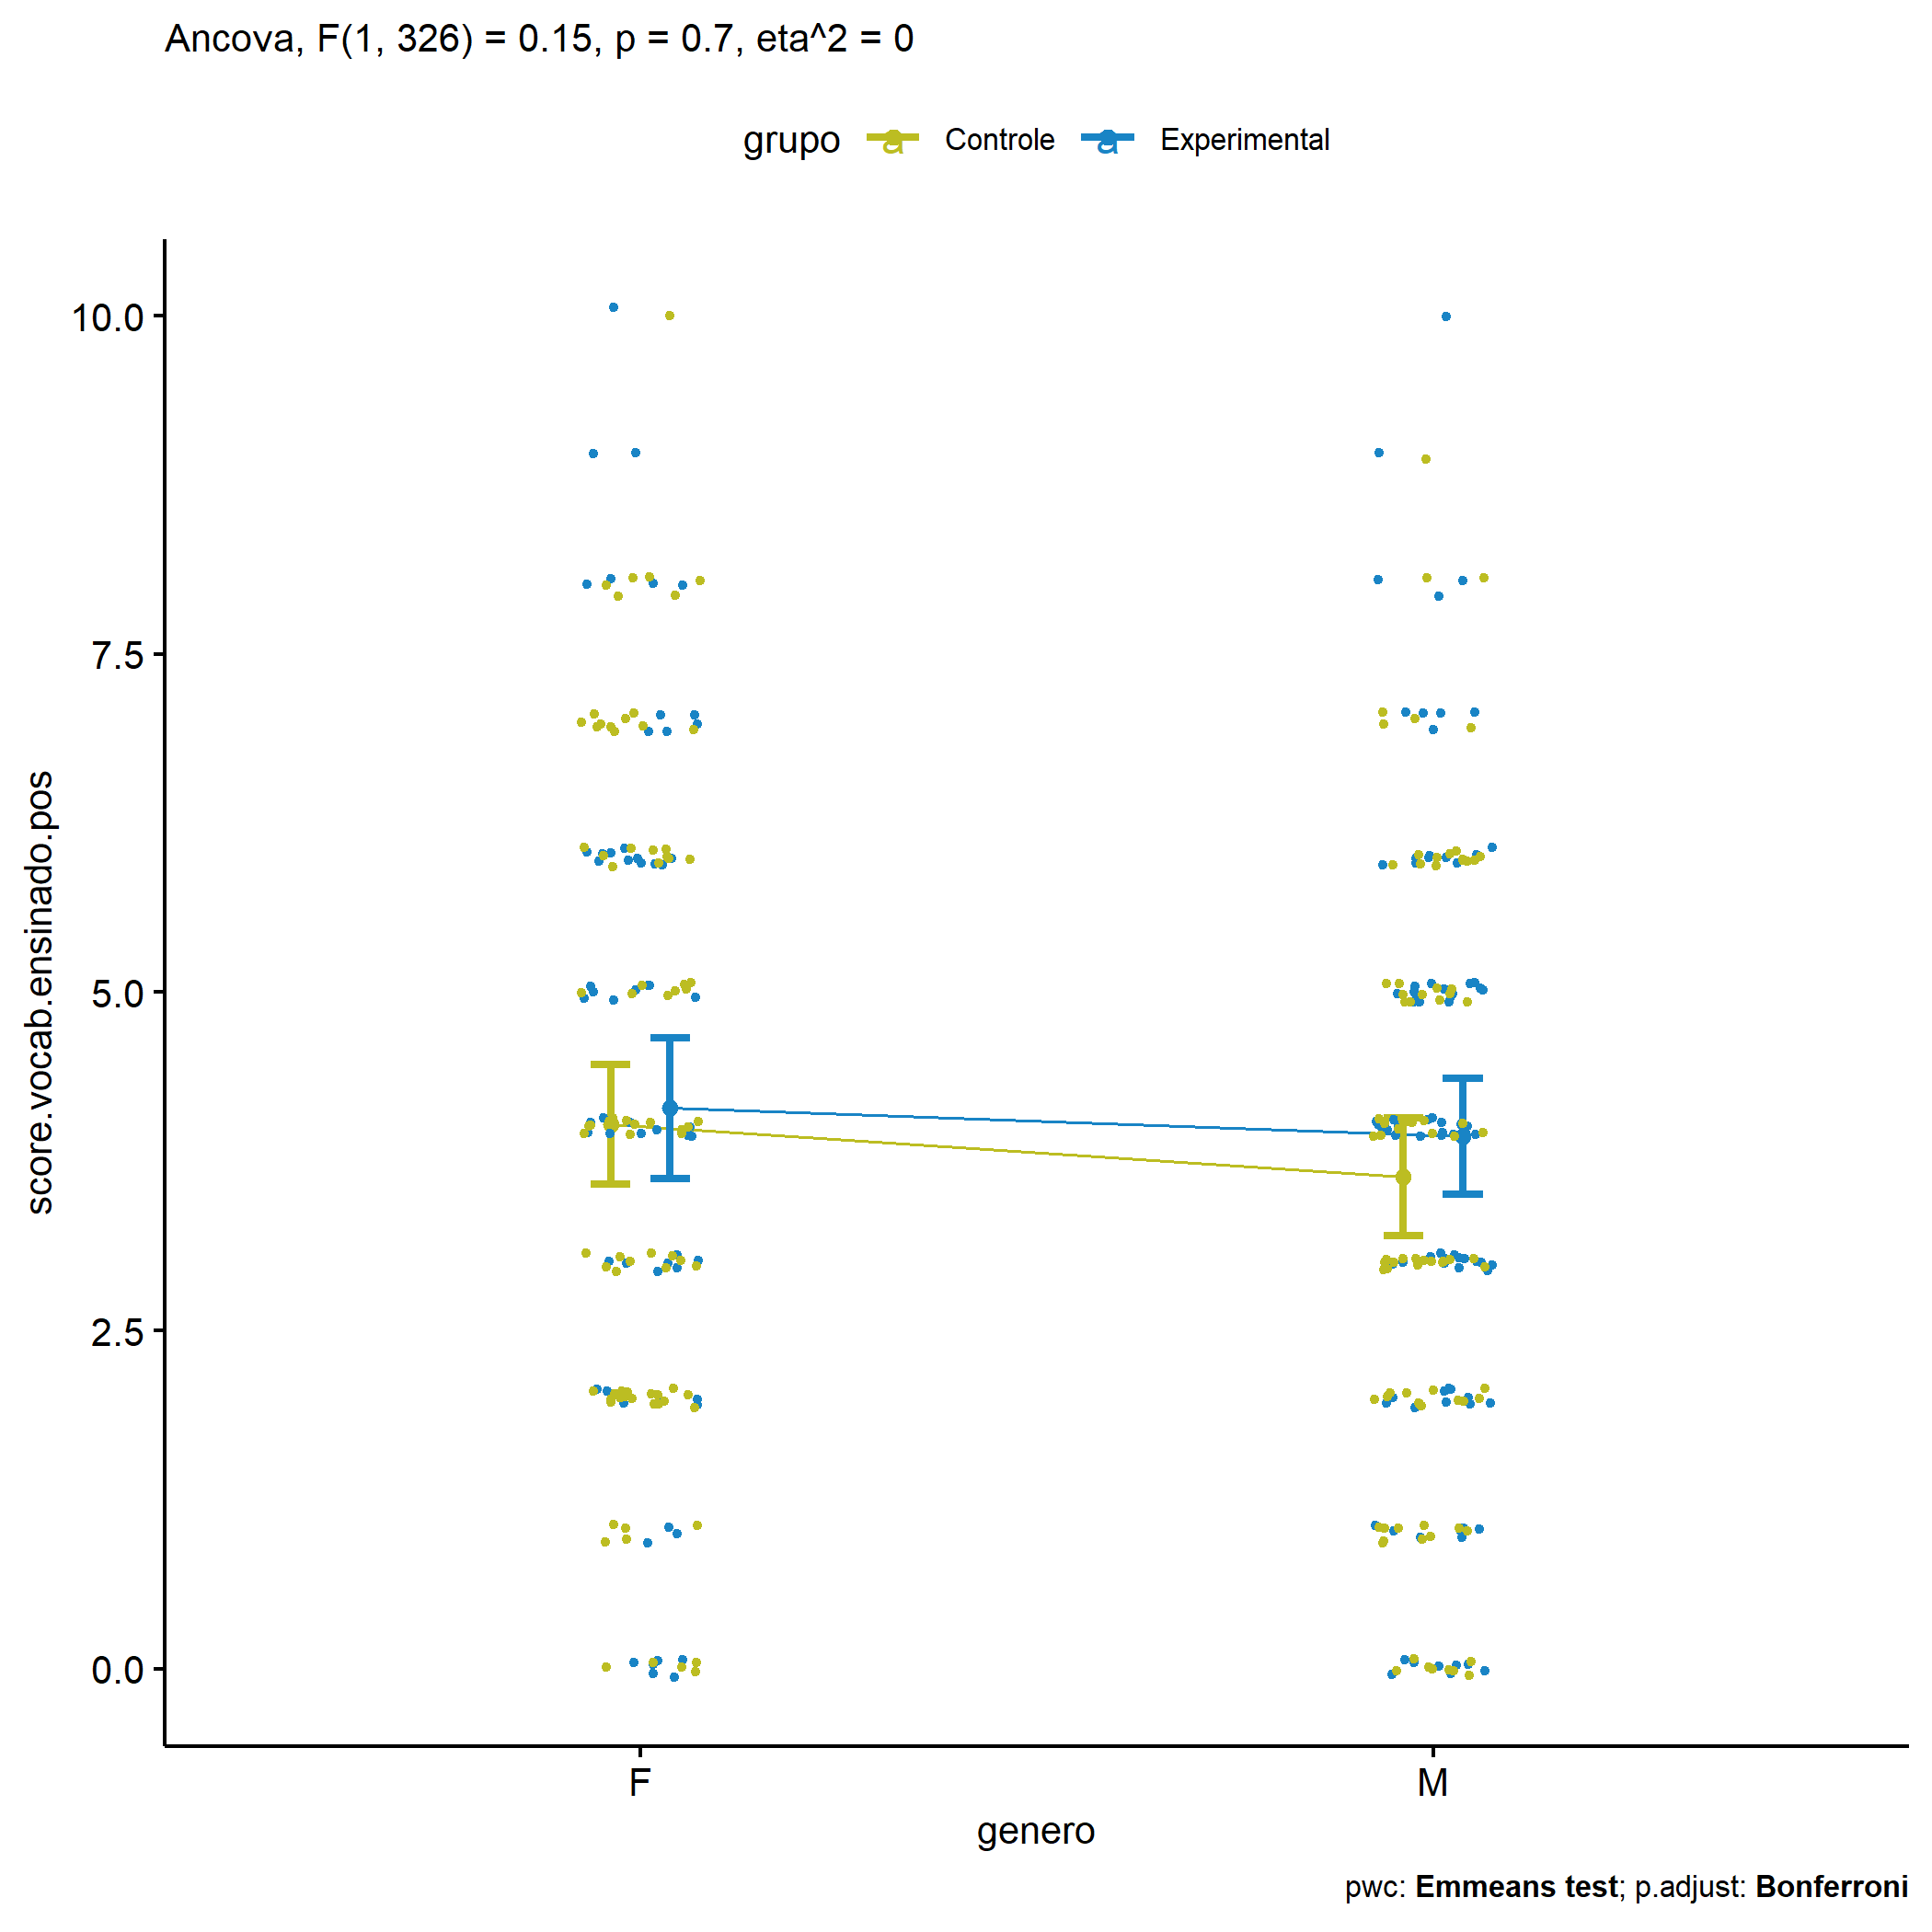 Ancova, F(1, 326) = 0.15, p = 0.7, eta^2 = 0
grupo a Controle a Experimental
10.0
7.5
5.0
2.5
0.0
score.vocab.ensinado.pos
F M
genero
pwc: Emmeans test; p.adjust: Bonferroni